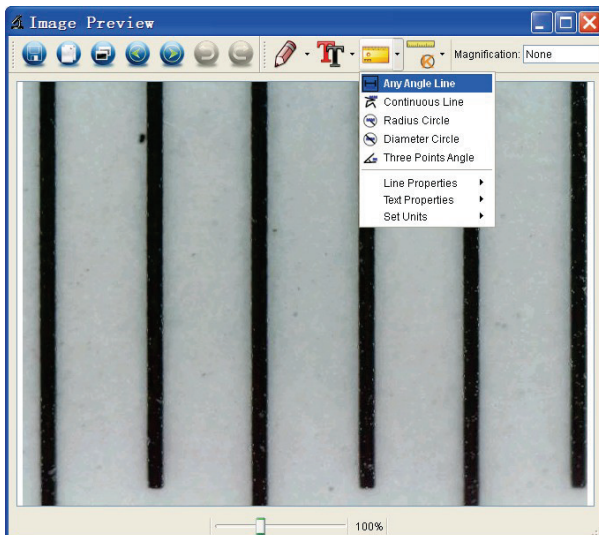 Image Preview
TT Magnification: None
Any Angle Line
Continuous Line
Radius Circle
Diameter Circle
Three Points Angle
Line Properties
Text Properties
Set Units
100%